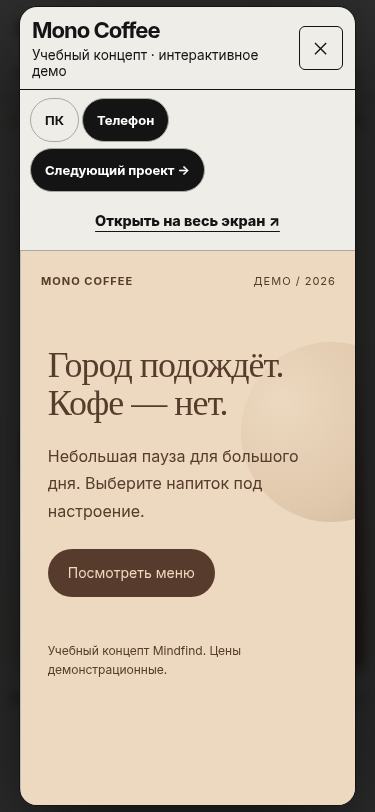 Mono Coffee
Учебный концепт · интерактивное
демо
ПК
Телефон
Следующий проект →
Открыть на весь экран ↗
MONO COFFEE
ДЕМО / 2026
Город подождёт.
Кофе — нет.
Небольшая пауза для большого
дня. Выберите напиток под
настроение.
Посмотреть меню
Учебный концепт Mindfind. Цены
демонстрационные.